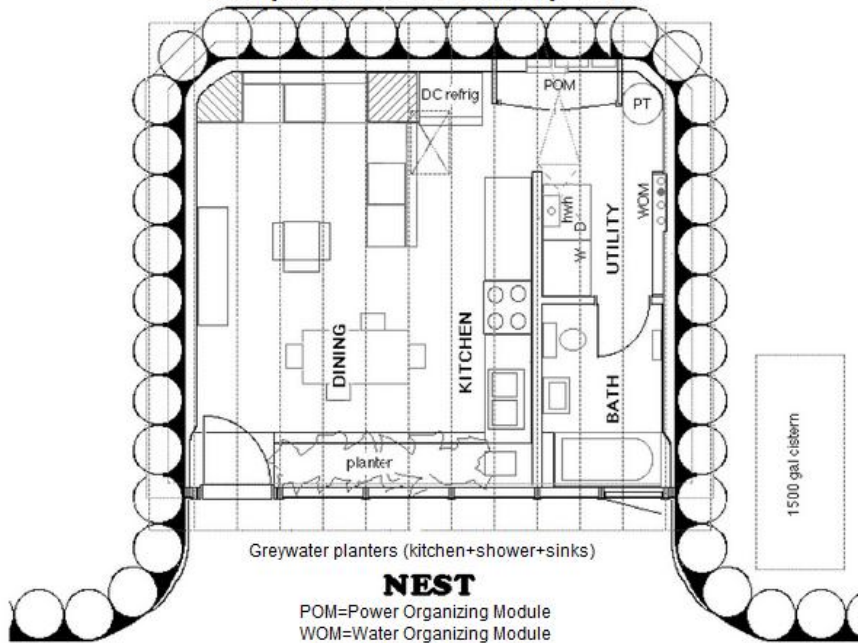 DC refrig
POM
PT
hwh
D
W
WOM
UTILITY
DINING
KITCHEN
BATH
planter
1500 gal cistern
Greywater planters (kitchen+shower+sinks)
NEST
POM=Power Organizing Module
WOM=Water Organizing Module